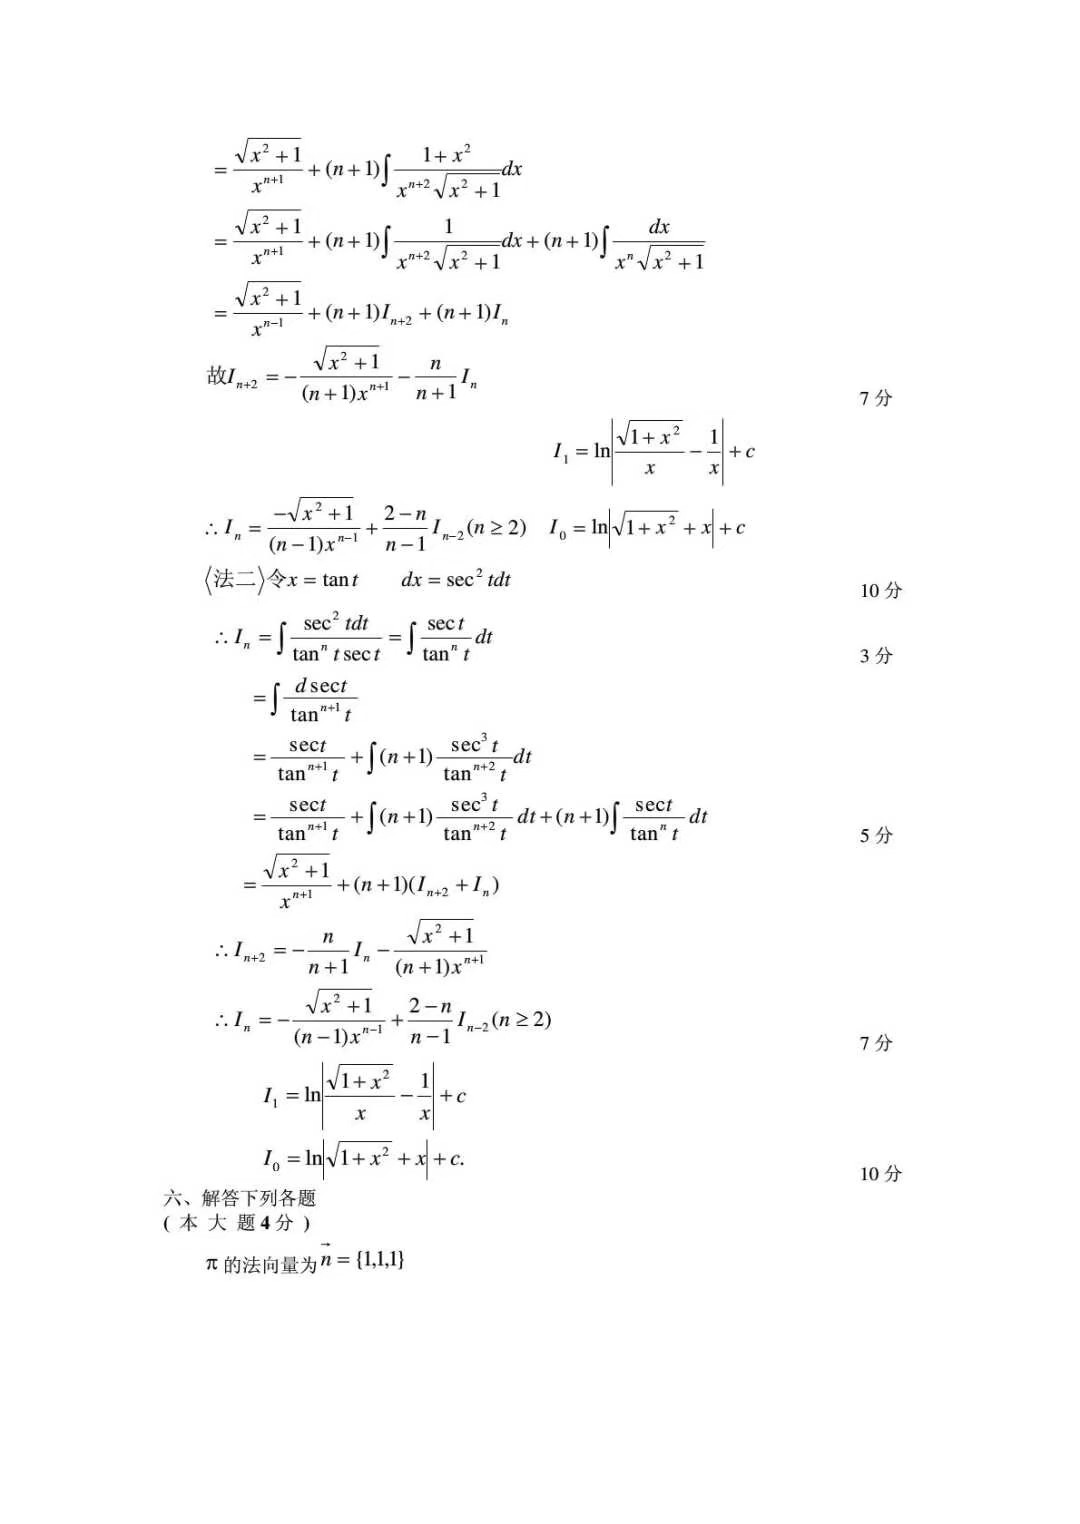 $= \frac{\sqrt{x^2+1}}{x^{n+1}} + (n+1)\int \frac{1+x^2}{x^{n+2}\sqrt{x^2+1}}dx$
$= \frac{\sqrt{x^2+1}}{x^{n+1}} + (n+1)\int \frac{1}{x^{n+2}\sqrt{x^2+1}}dx + (n+1)\int \frac{dx}{x^n\sqrt{x^2+1}}$
$= \frac{\sqrt{x^2+1}}{x^{n-1}} + (n+1)I_{n+2} + (n+1)I_n$
故$I_{n+2} = -\frac{\sqrt{x^2+1}}{(n+1)x^{n+1}} - \frac{n}{n+1}I_n$ 7 分
$I_1 = \ln\left|\frac{\sqrt{1+x^2}}{x} - \frac{1}{x}\right| + c$
$\therefore I_n = \frac{-\sqrt{x^2+1}}{(n-1)x^{n-1}} + \frac{2-n}{n-1}I_{n-2}(n \geq 2)$ $I_0 = \ln\left|\sqrt{1+x^2} + x\right| + c$
〈法二〉令$x = \tan t$ $dx = \sec^2 tdt$ 10 分
$\therefore I_n = \int \frac{\sec^2 tdt}{\tan^n t \sec t} = \int \frac{\sec t}{\tan^n t}dt$ 3 分
$= \int \frac{d\sec t}{\tan^{n+1} t}$
$= \frac{\sec t}{\tan^{n+1} t} + \int (n+1)\frac{\sec^3 t}{\tan^{n+2} t}dt$
$= \frac{\sec t}{\tan^{n+1} t} + \int (n+1)\frac{\sec^3 t}{\tan^{n+2} t}dt + (n+1)\int \frac{\sec t}{\tan^n t}dt$ 5 分
$= \frac{\sqrt{x^2+1}}{x^{n+1}} + (n+1)(I_{n+2} + I_n)$
$\therefore I_{n+2} = -\frac{n}{n+1}I_n - \frac{\sqrt{x^2+1}}{(n+1)x^{n+1}}$
$\therefore I_n = -\frac{\sqrt{x^2+1}}{(n-1)x^{n-1}} + \frac{2-n}{n-1}I_{n-2}(n \geq 2)$ 7 分
$I_1 = \ln\left|\frac{\sqrt{1+x^2}}{x} - \frac{1}{x}\right| + c$
$I_0 = \ln\left|\sqrt{1+x^2} + x\right| + c.$ 10 分
六、解答下列各题
( 本 大 题 4 分 )
π 的法向量为$\vec{n} = \{1,1,1\}$